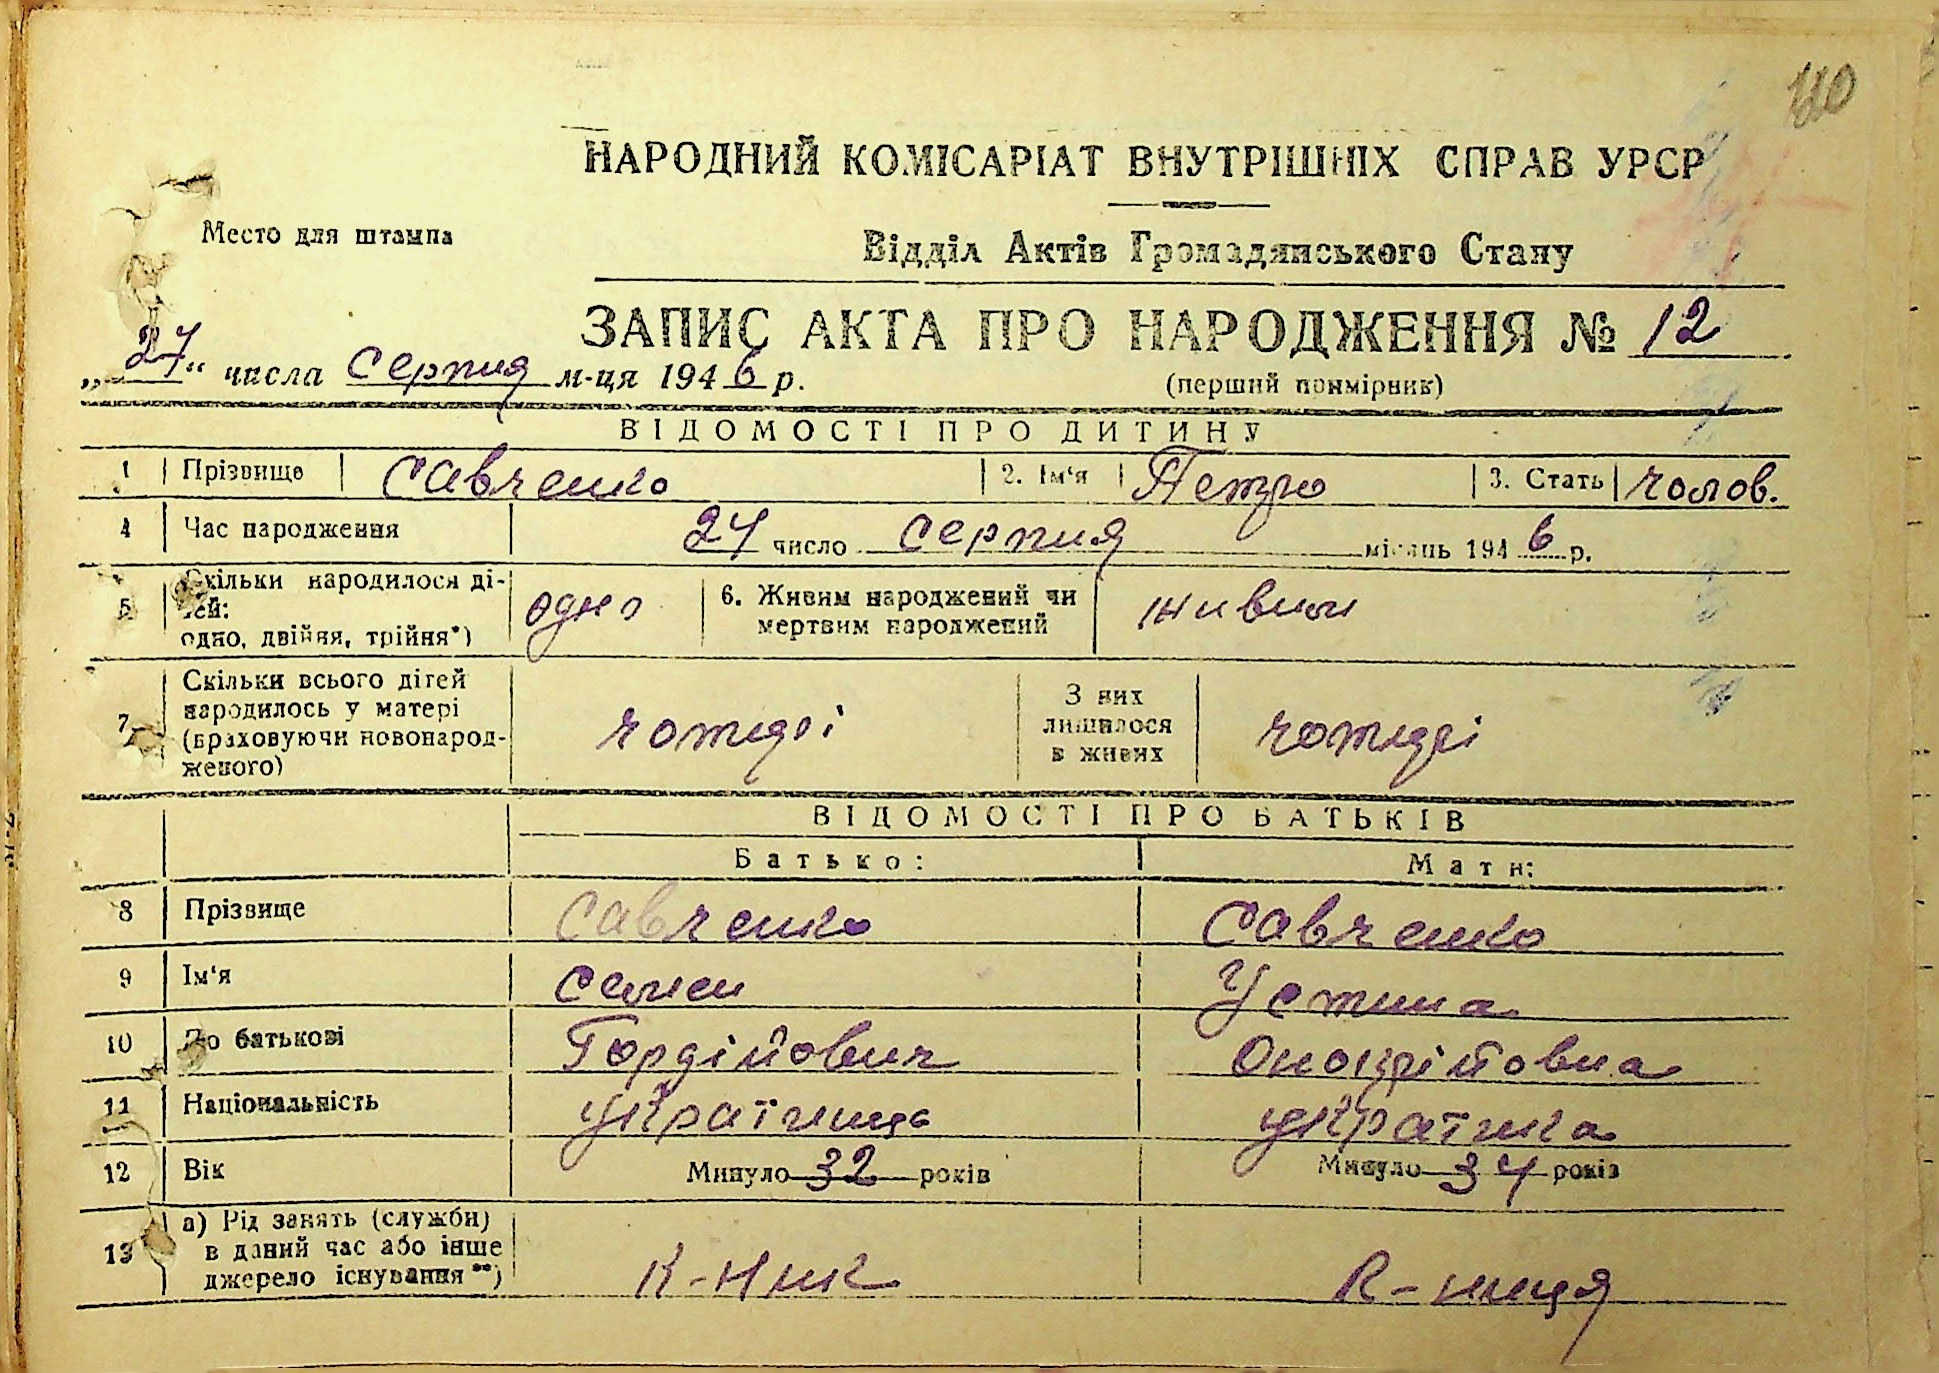 110
НАРОДНИЙ КОМІСАРІАТ ВНУТРІШНІХ СПРАВ УРСР
Место для штампа
Відділ Актів Громадянського Стану
ЗАПИС АКТА ПРО НАРОДЖЕННЯ № 12
„27“ числа серпня м-ця 1946 р.
(перший примірник)
ВІДОМОСТІ ПРО ДИТИНУ
1 Прізвище Савченко 2. Ім‘я Петро 3. Стать чолов.
4 Час народження 24 число серпня місяць 1946 р.
5 Скільки народилося дітей: одно, двійня, трійня*) одно 6. Живим народжений чи мертвим народжений живим
7 Скільки всього дітей народилось у матері (враховуючи новонародженого) чотирі З них лишилося в живих чотирі
ВІДОМОСТІ ПРО БАТЬКІВ
Батько: Мати:
8 Прізвище Савченко Савченко
9 Ім‘я Семен Устина
10 По батькові Гордійович Оноприйовна
11 Національність українець українка
12 Вік Минуло 32 років Минуло 34 років
13 а) Рід занять (служби) в даний час або інше джерело існування**) К-ник К-ниця